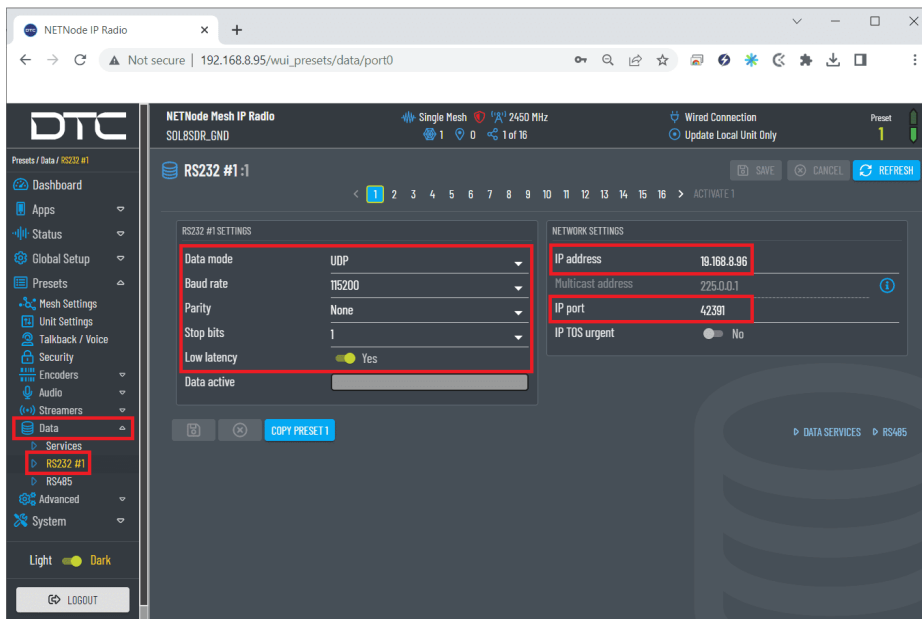 NETNode IP Radio
Not secure | 192.168.8.95/wui_presets/data/port0
DTC
NETNode Mesh IP Radio
SOL8SDR_GND
Single Mesh 2450 MHz
1 0 1 of 16
Wired Connection
Update Local Unit Only
Preset
1
Presets / Data / RS232 #1
Dashboard
Apps
Status
Global Setup
Presets
Mesh Settings
Unit Settings
Talkback / Voice
Security
Encoders
Audio
Streamers
Data
Services
RS232 #1
RS485
Advanced
System
Light Dark
LOGOUT
RS232 #1 :1
SAVE CANCEL REFRESH
< 1 2 3 4 5 6 7 8 9 10 11 12 13 14 15 16 > ACTIVATE 1
RS232 #1 SETTINGS
Data mode UDP
Baud rate 115200
Parity None
Stop bits 1
Low latency Yes
Data active
NETWORK SETTINGS
IP address 19.168.8.96
Multicast address 225.0.0.1
IP port 42391
IP TOS urgent No
COPY PRESET 1
DATA SERVICES RS485